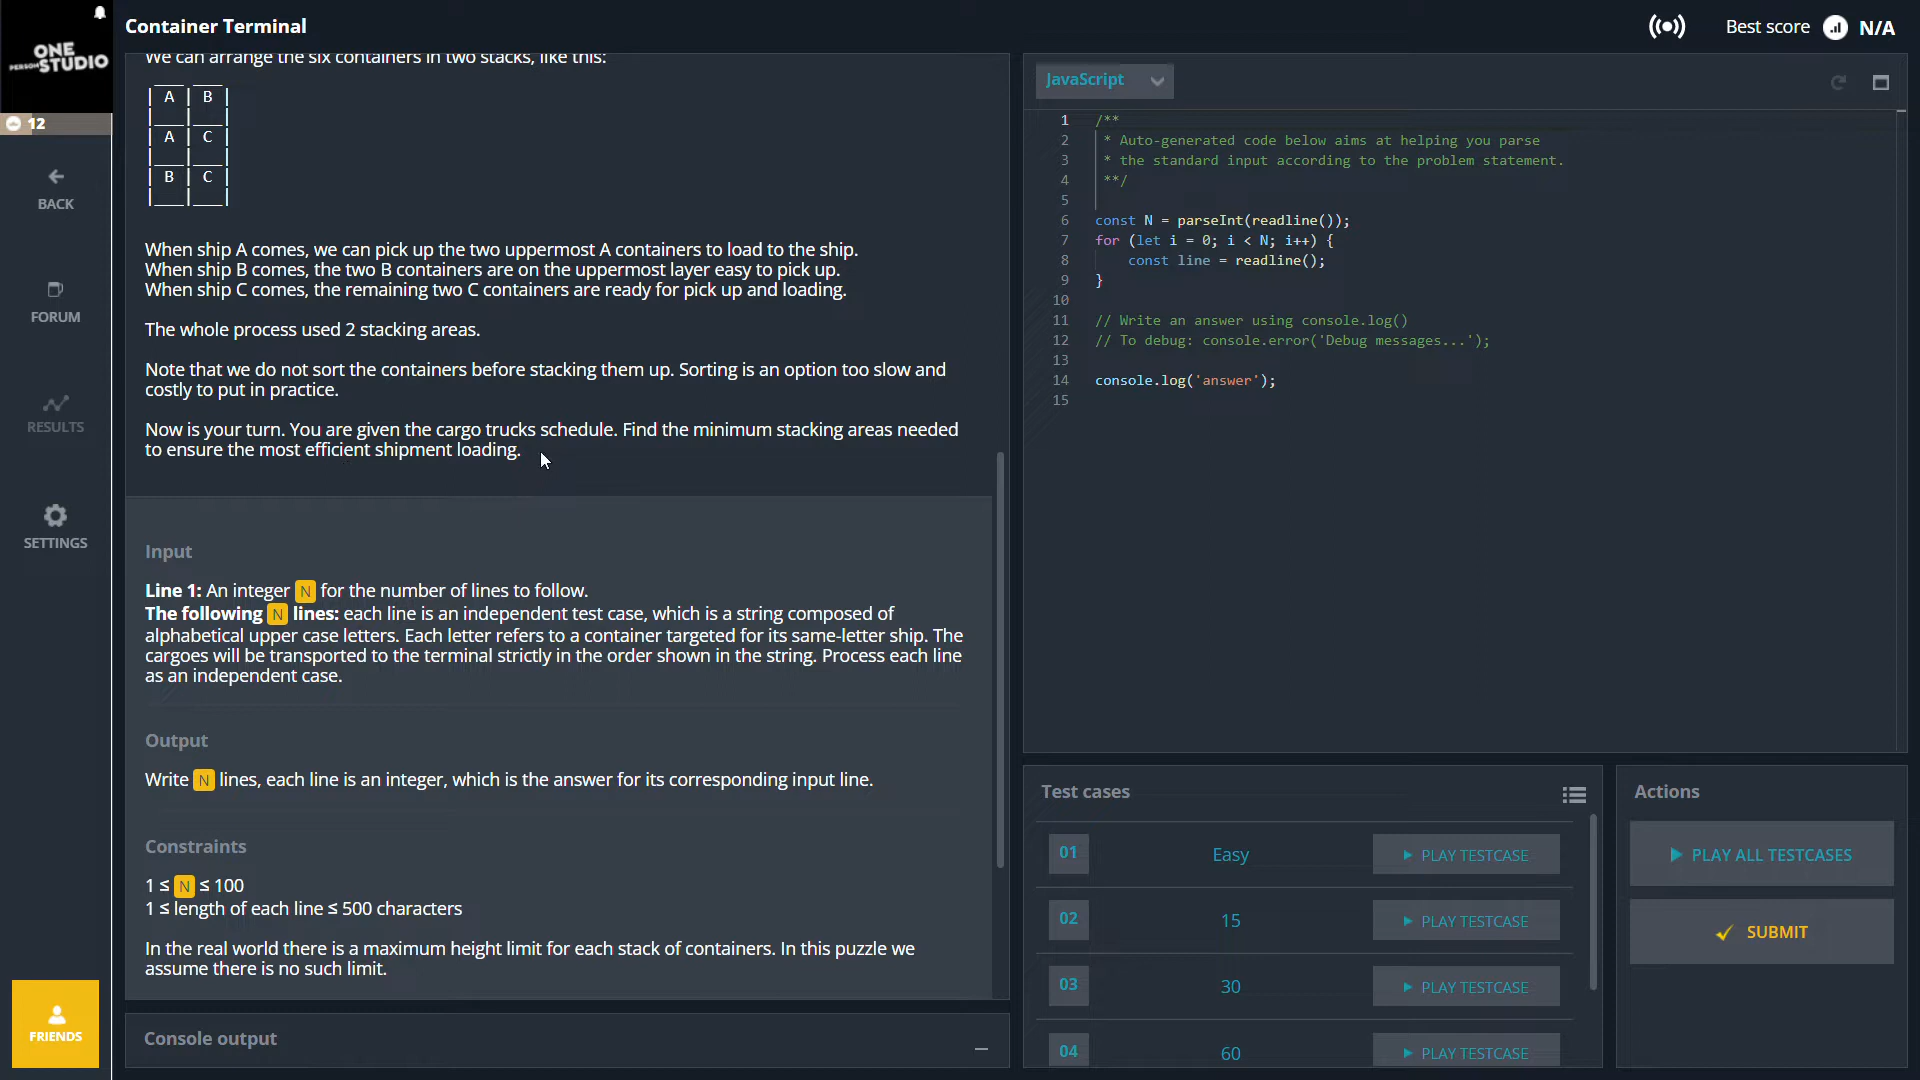 ONE
PERSON STUDIO
12
BACK
FORUM
RESULTS
SETTINGS
FRIENDS
Container Terminal
Best score N/A
We can arrange the six containers in two stacks, like this:
| A | B |
|___|___|
| A | C |
|___|___|
| B | C |
|___|___|
When ship A comes, we can pick up the two uppermost A containers to load to the ship.
When ship B comes, the two B containers are on the uppermost layer easy to pick up.
When ship C comes, the remaining two C containers are ready for pick up and loading.
The whole process used 2 stacking areas.
Note that we do not sort the containers before stacking them up. Sorting is an option too slow and
costly to put in practice.
Now is your turn. You are given the cargo trucks schedule. Find the minimum stacking areas needed
to ensure the most efficient shipment loading.
Input
Line 1: An integer N for the number of lines to follow.
The following N lines: each line is an independent test case, which is a string composed of
alphabetical upper case letters. Each letter refers to a container targeted for its same-letter ship. The
cargoes will be transported to the terminal strictly in the order shown in the string. Process each line
as an independent case.
Output
Write N lines, each line is an integer, which is the answer for its corresponding input line.
Constraints
1 ≤ N ≤ 100
1 ≤ length of each line ≤ 500 characters
In the real world there is a maximum height limit for each stack of containers. In this puzzle we
assume there is no such limit.
Console output
JavaScript
1 /**
2 * Auto-generated code below aims at helping you parse
3 * the standard input according to the problem statement.
4 **/
5
6 const N = parseInt(readline());
7 for (let i = 0; i < N; i++) {
8 const line = readline();
9 }
10
11 // Write an answer using console.log()
12 // To debug: console.error('Debug messages...');
13
14 console.log('answer');
15
Test cases
01 Easy PLAY TESTCASE
02 15 PLAY TESTCASE
03 30 PLAY TESTCASE
04 60 PLAY TESTCASE
Actions
PLAY ALL TESTCASES
SUBMIT